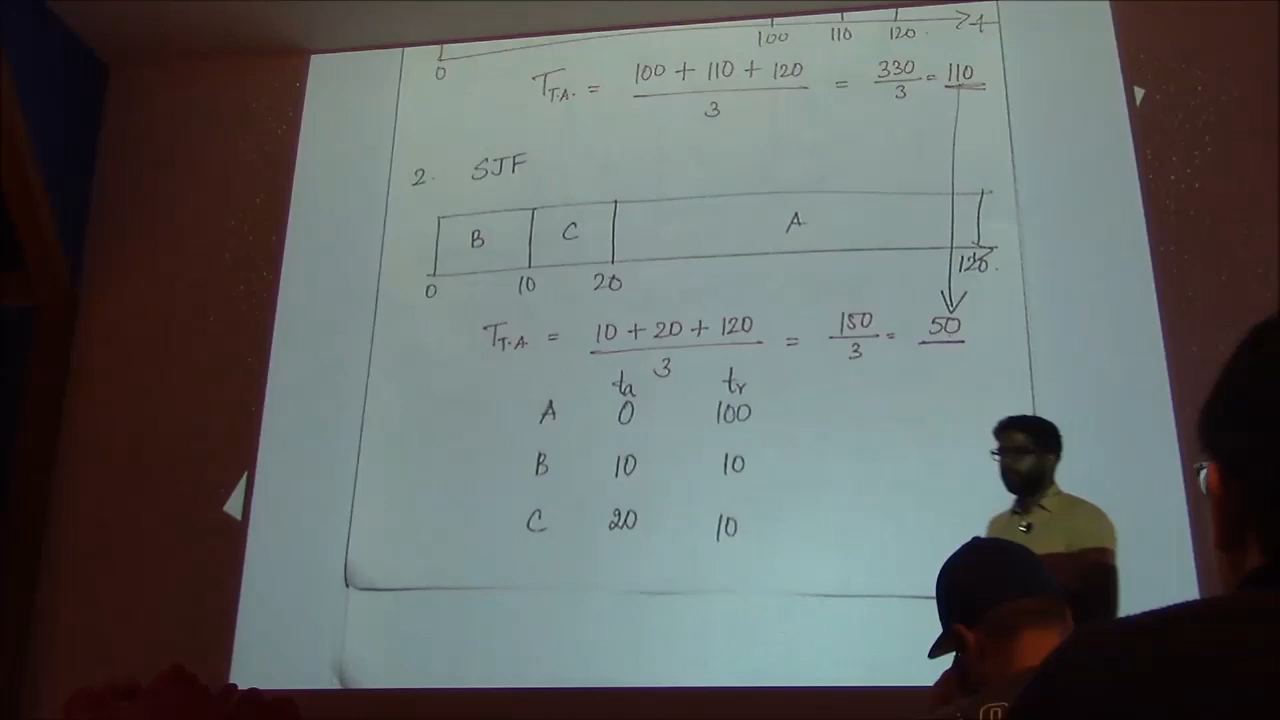 0 100 110 120. >t
T_T.A. = (100 + 110 + 120)/3 = 330/3 = 110
2. SJF
B C A
0 10 20 120.
T_T.A = (10 + 20 + 120)/3 = 150/3 = 50
ta tr
A 0 100
B 10 10
C 20 10